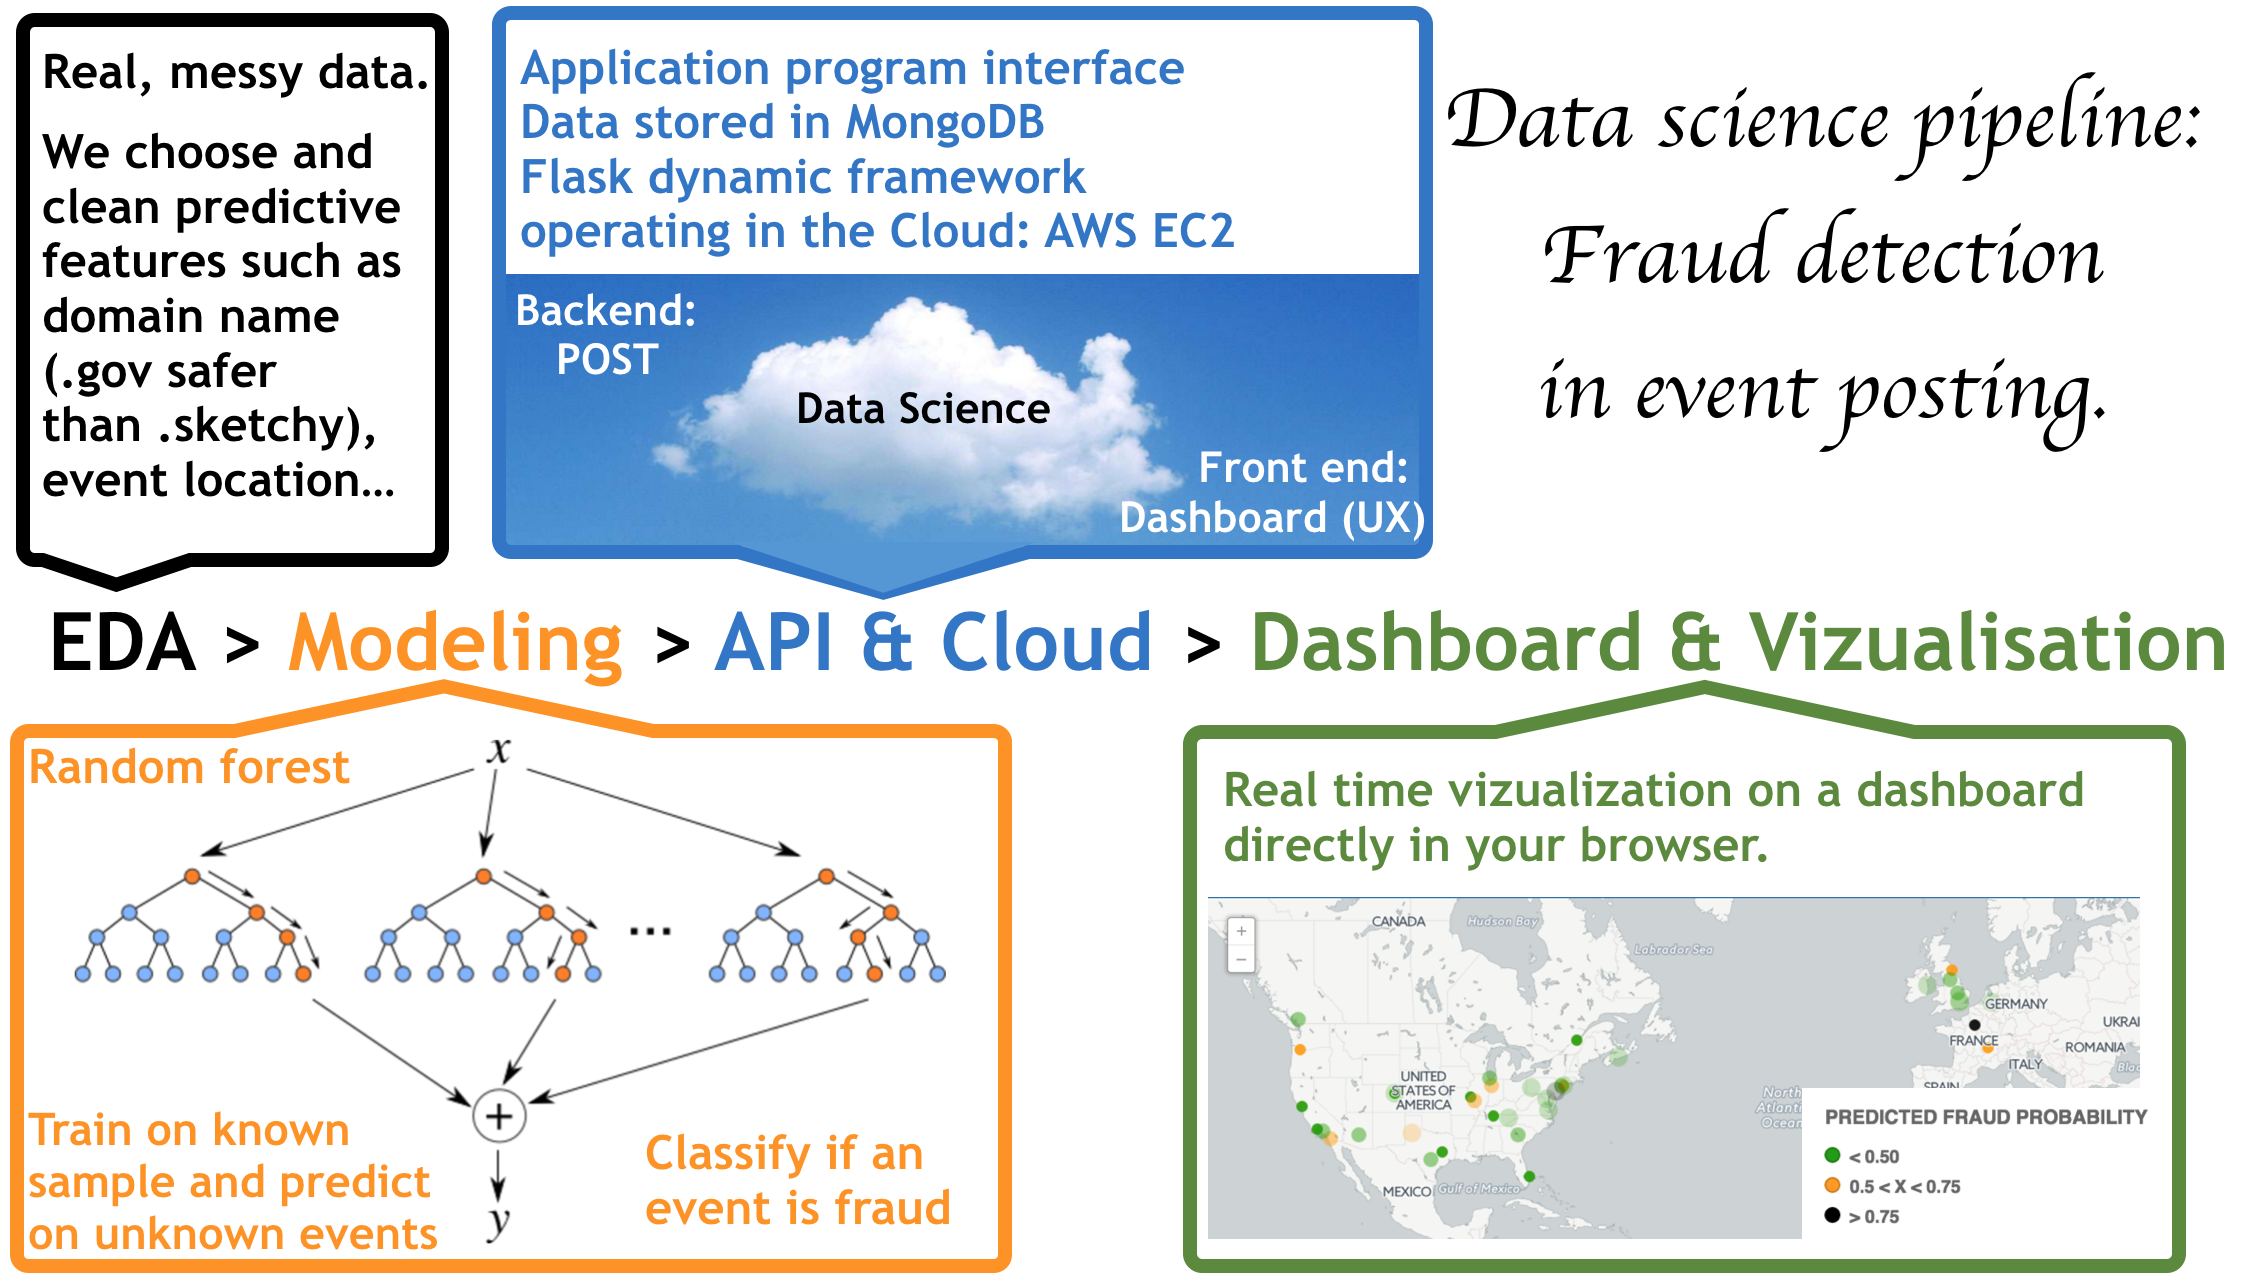 Real, messy data.
We choose and
clean predictive
features such as
domain name
(.gov safer
than .sketchy),
event location…
Application program interface
Data stored in MongoDB
Flask dynamic framework
operating in the Cloud: AWS EC2
Backend:
POST
Data Science
Front end:
Dashboard (UX)
Data science pipeline:
Fraud detection
in event posting.
EDA > Modeling > API & Cloud > Dashboard & Vizualisation
Random forest
x
...
+
y
Train on known
sample and predict
on unknown events
Classify if an
event is fraud
Real time vizualization on a dashboard
directly in your browser.
+
−
CANADA
Hudson Bay
Labrador Sea
UNITED
STATES OF
AMERICA
MEXICO
Gulf of Mexico
North
Atlanti
Ocean
GERMANY
UKRAI
FRANCE
ROMANIA
ITALY
Blac
SPAIN
PREDICTED FRAUD PROBABILITY
< 0.50
0.5 < X < 0.75
> 0.75